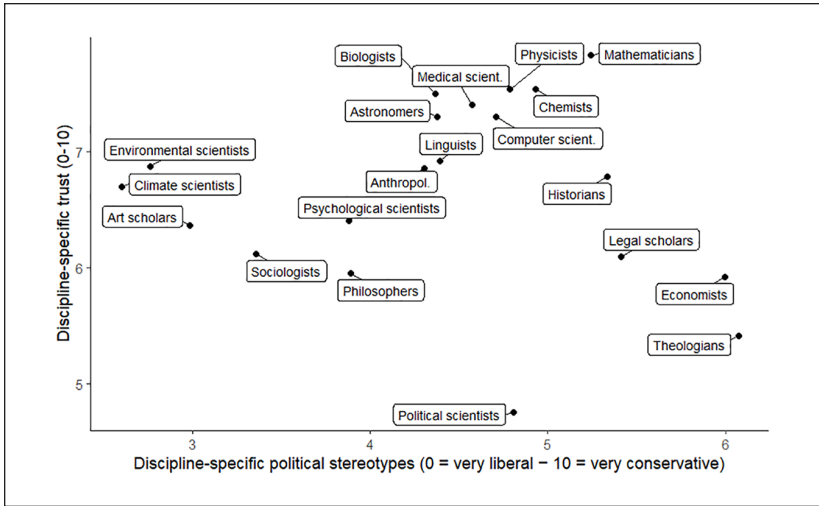 Biologists
Physicists
Mathematicians
Medical scient.
Astronomers
Chemists
Computer scient.
Linguists
Environmental scientists
Anthropol.
Climate scientists
Historians
Psychological scientists
Art scholars
Legal scholars
Sociologists
Philosophers
Economists
Theologians
Political scientists
Discipline-specific trust (0-10)
7
6
5
3
4
5
6
Discipline-specific political stereotypes (0 = very liberal − 10 = very conservative)